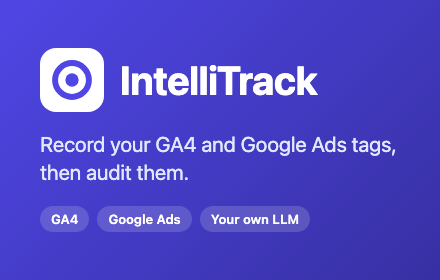 IntelliTrack
Record your GA4 and Google Ads tags,
then audit them.
GA4
Google Ads
Your own LLM